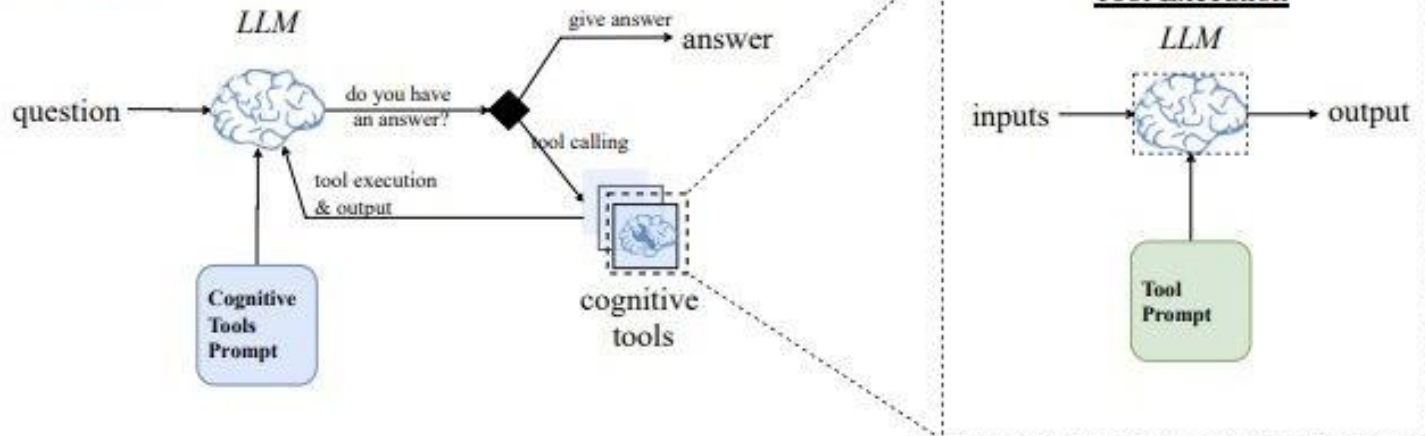 LLM
give answer
answer
question
do you have
an answer?
tool calling
tool execution
& output
Cognitive
Tools
Prompt
cognitive
tools
LLM
inputs
output
Tool
Prompt